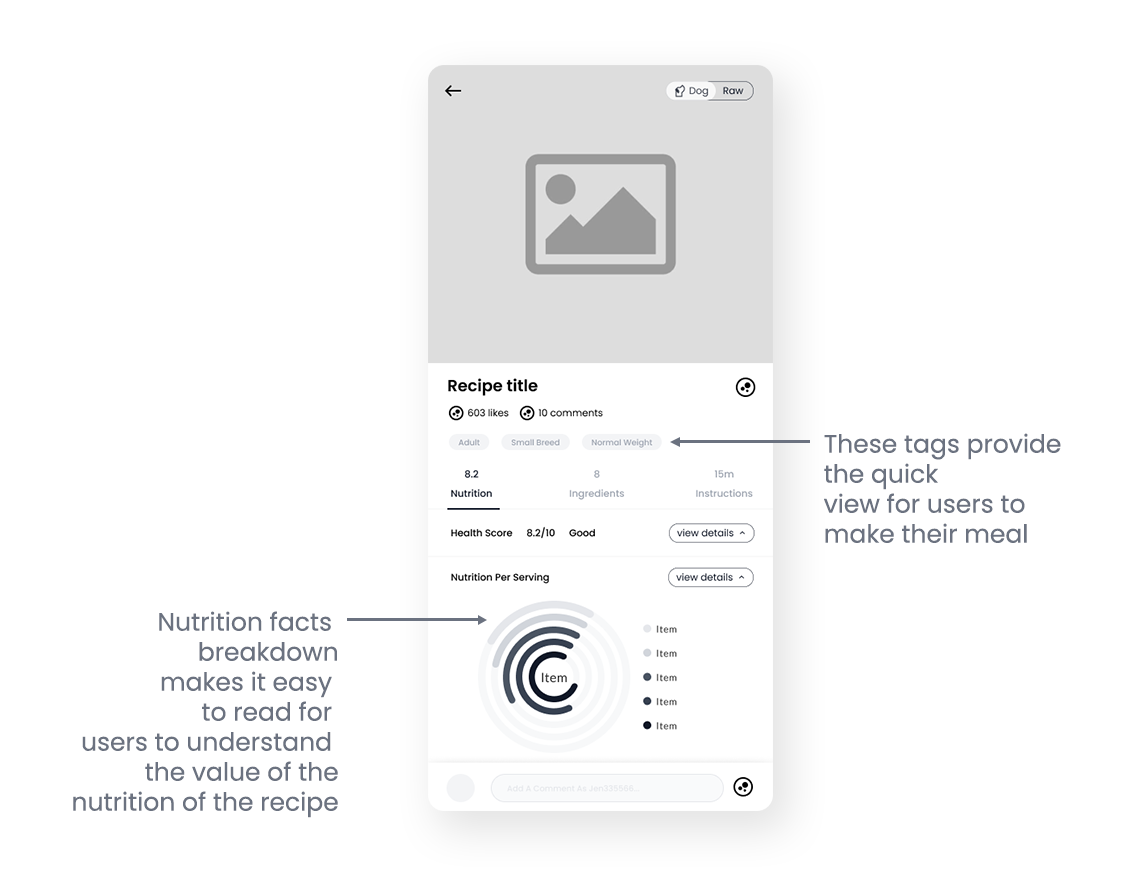 Dog Raw
Recipe title
603 likes 10 comments
Adult Small Breed Normal Weight
These tags provide
the quick
view for users to
make their meal
8.2 8 15m
Nutrition Ingredients Instructions
Health Score 8.2/10 Good view details
Nutrition Per Serving view details
Nutrition facts
breakdown
makes it easy
to read for
users to understand
the value of the
nutrition of the recipe
Item
Item
Item
Item
Item
Item
Add A Comment As Jen335566...